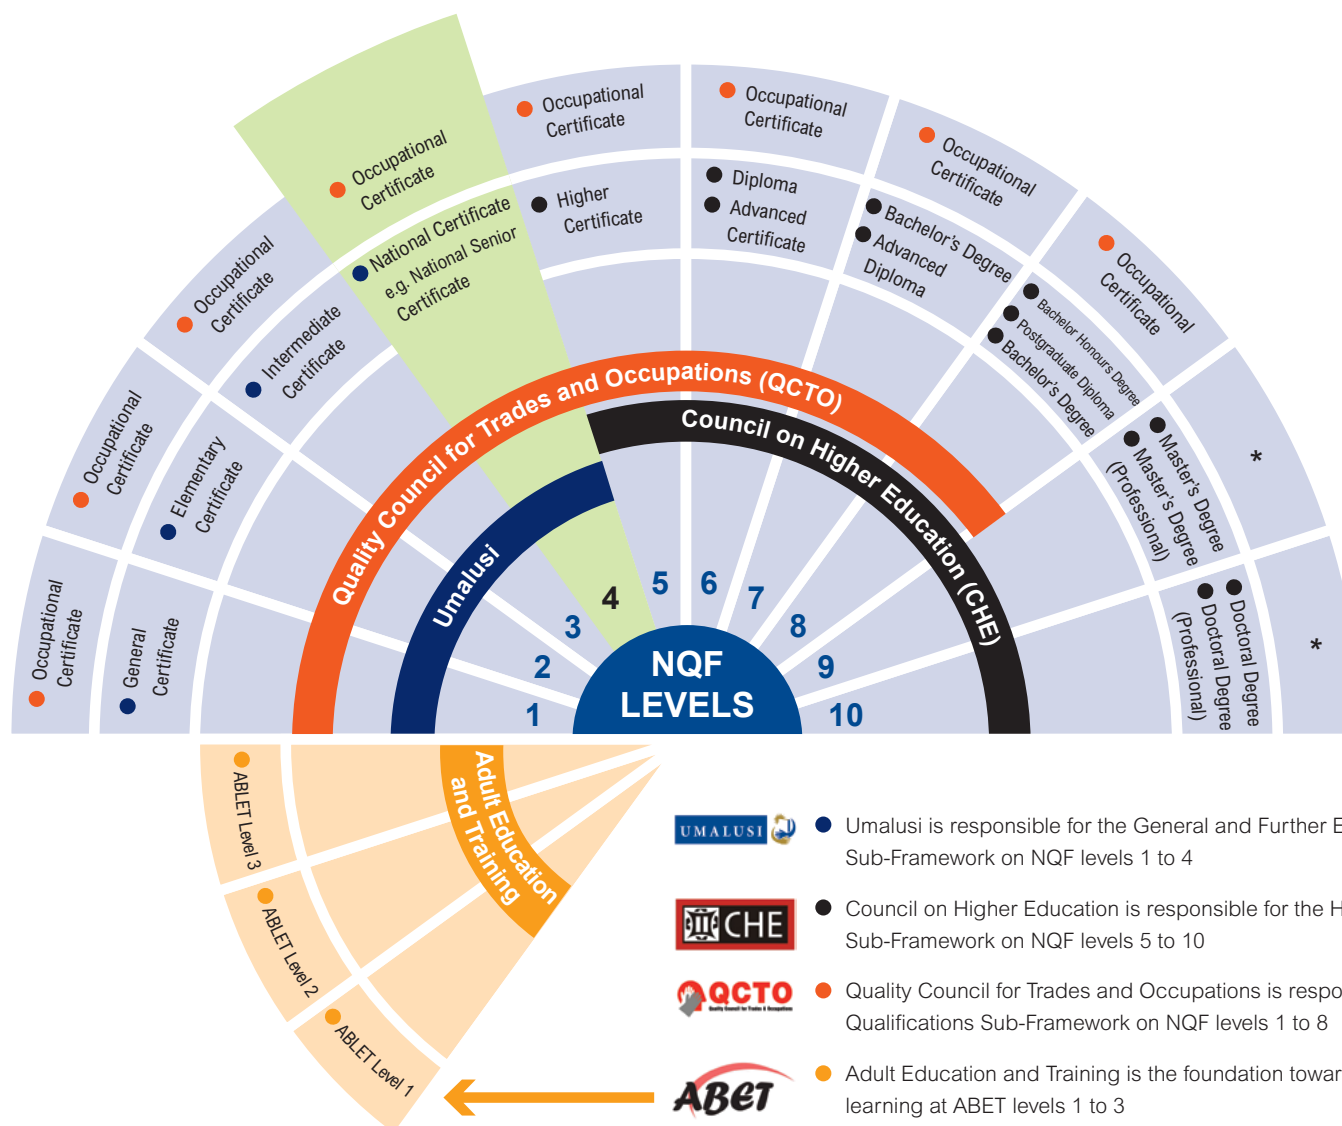 Occupational
Certificate
General
Certificate
Occupational
Certificate
Elementary
Certificate
Occupational
Certificate
Intermediate
Certificate
Occupational
Certificate
National Certificate
e.g. National Senior
Certificate
Occupational
Certificate
Higher
Certificate
Occupational
Certificate
Diploma
Advanced
Certificate
Occupational
Certificate
Bachelor's Degree
Advanced
Diploma
Occupational
Certificate
Bachelor Honours Degree
Postgraduate Diploma
Bachelor's Degree
*
Master's Degree
Master's Degree
(Professional)
*
Doctoral Degree
Doctoral Degree
(Professional)
Quality Council for Trades and Occupations (QCTO)
Council on Higher Education (CHE)
Umalusi
1
2
3
4
5
6
7
8
9
10
NQF
LEVELS
Adult Education
and Training
ABLET Level 3
ABLET Level 2
ABLET Level 1
UMALUSI
Umalusi is responsible for the General and Further E
Sub-Framework on NQF levels 1 to 4
CHE
Council on Higher Education is responsible for the H
Sub-Framework on NQF levels 5 to 10
QCTO
Quality Council for Trades & Occupations
Quality Council for Trades and Occupations is respo
Qualifications Sub-Framework on NQF levels 1 to 8
ABET
Adult Education and Training is the foundation towar
learning at ABET levels 1 to 3